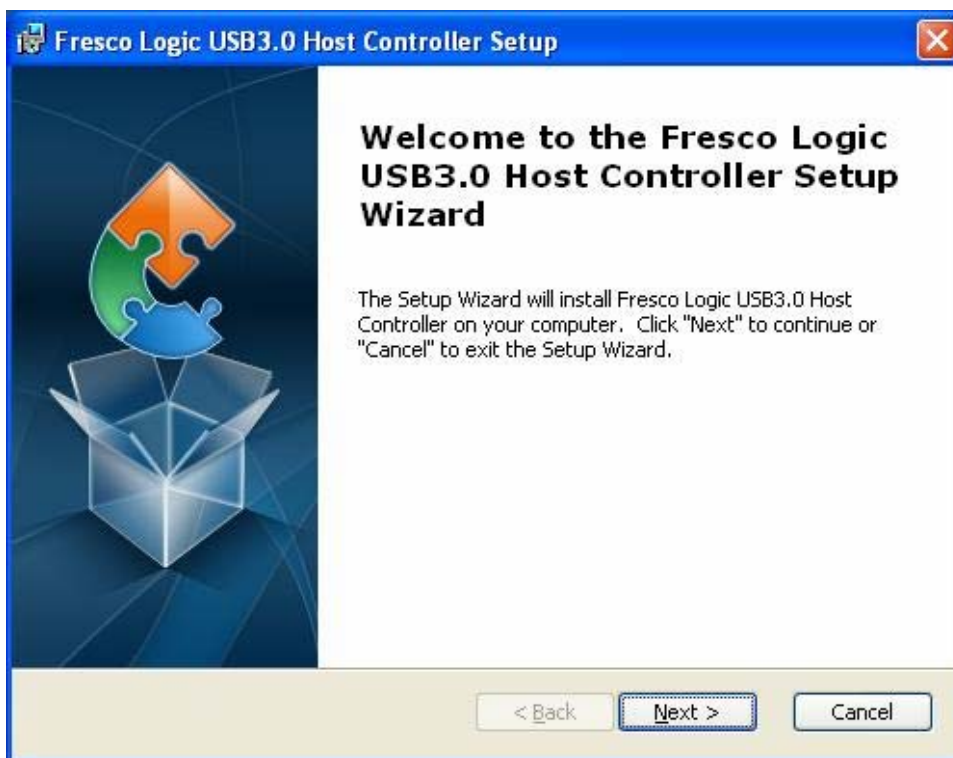 Fresco Logic USB3.0 Host Controller Setup
Welcome to the Fresco Logic
USB3.0 Host Controller Setup
Wizard
The Setup Wizard will install Fresco Logic USB3.0 Host
Controller on your computer.  Click "Next" to continue or
"Cancel" to exit the Setup Wizard.
< Back
Next >
Cancel